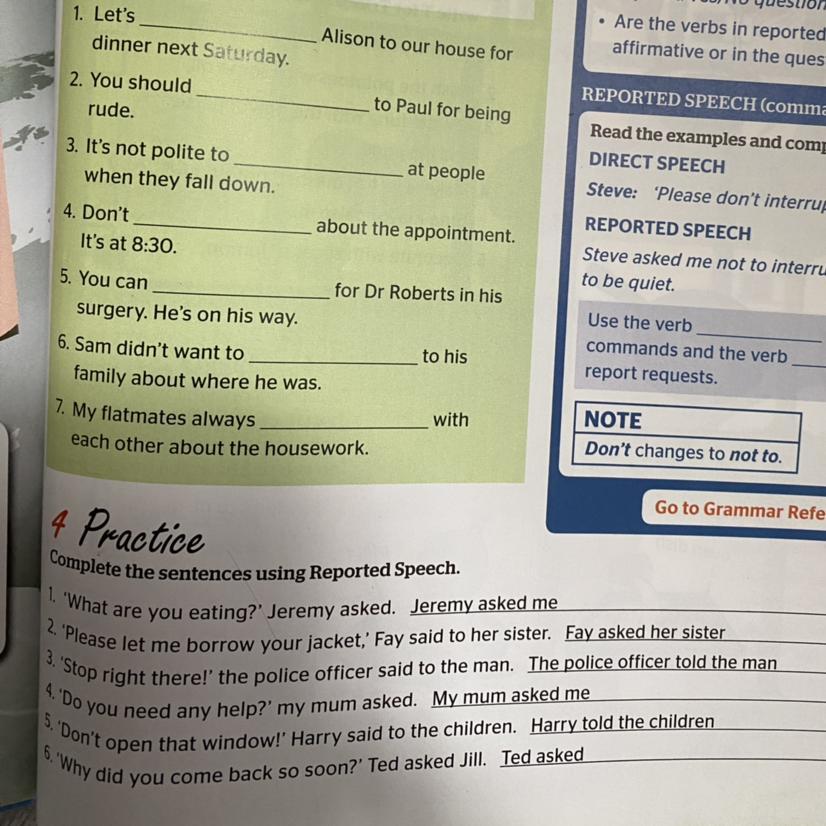 1. Let's ______ Alison to our house for
dinner next Saturday.
2. You should ______ to Paul for being
rude.
3. It's not polite to ______ at people
when they fall down.
4. Don't ______ about the appointment.
It's at 8:30.
5. You can ______ for Dr Roberts in his
surgery. He's on his way.
6. Sam didn't want to ______ to his
family about where he was.
7. My flatmates always ______ with
each other about the housework.
4 Practice
Complete the sentences using Reported Speech.
1. 'What are you eating?' Jeremy asked. Jeremy asked me
2. 'Please let me borrow your jacket,' Fay said to her sister. Fay asked her sister
3. 'Stop right there!' the police officer said to the man. The police officer told the man
4. 'Do you need any help?' my mum asked. My mum asked me
5. 'Don't open that window!' Harry said to the children. Harry told the children
6. 'Why did you come back so soon?' Ted asked Jill. Ted asked
• Are the verbs in reported
affirmative or in the ques
REPORTED SPEECH (comma
Read the examples and comp
DIRECT SPEECH
Steve: 'Please don't interrup
REPORTED SPEECH
Steve asked me not to interru
to be quiet.
Use the verb ______
commands and the verb ______
report requests.
NOTE
Don't changes to not to.
Go to Grammar Refe